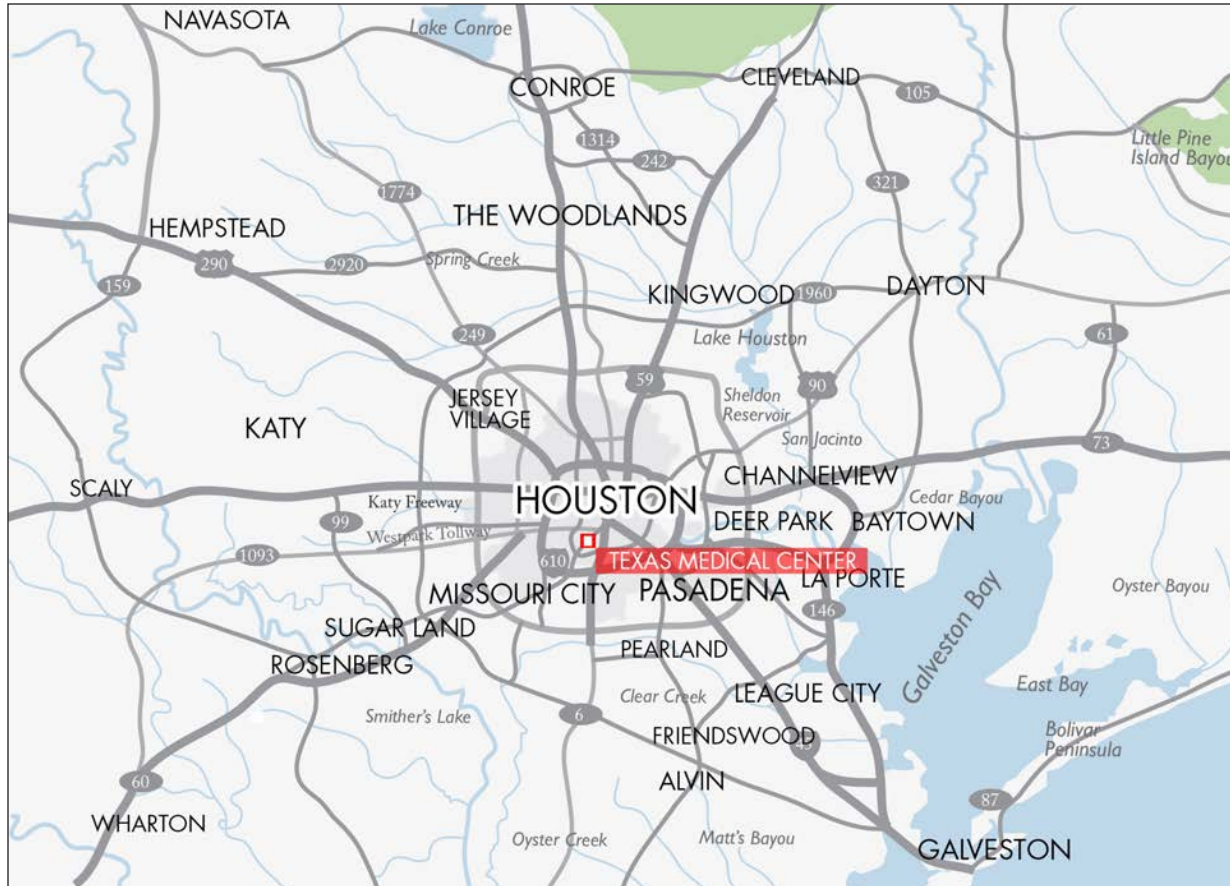 NAVASOTA
Lake Conroe
CONROE
CLEVELAND
105
1314
242
Little Pine
Island Bayou
321
1774
THE WOODLANDS
HEMPSTEAD
290
2920
Spring Creek
159
KINGWOOD
1960
DAYTON
249
Lake Houston
61
59
90
JERSEY
VILLAGE
Sheldon
Reservoir
KATY
San Jacinto
73
CHANNELVIEW
SCALY
Katy Freeway
HOUSTON
Cedar Bayou
99
DEER PARK
BAYTOWN
Westpark Tollway
1093
610
TEXAS MEDICAL CENTER
MISSOURI CITY
PASADENA
LA PORTE
Oyster Bayou
146
SUGAR LAND
ROSENBERG
PEARLAND
Galveston Bay
East Bay
Clear Creek
LEAGUE CITY
Smither's Lake
6
FRIENDSWOOD
45
Bolivar
Peninsula
60
ALVIN
87
WHARTON
Oyster Creek
Matt's Bayou
GALVESTON